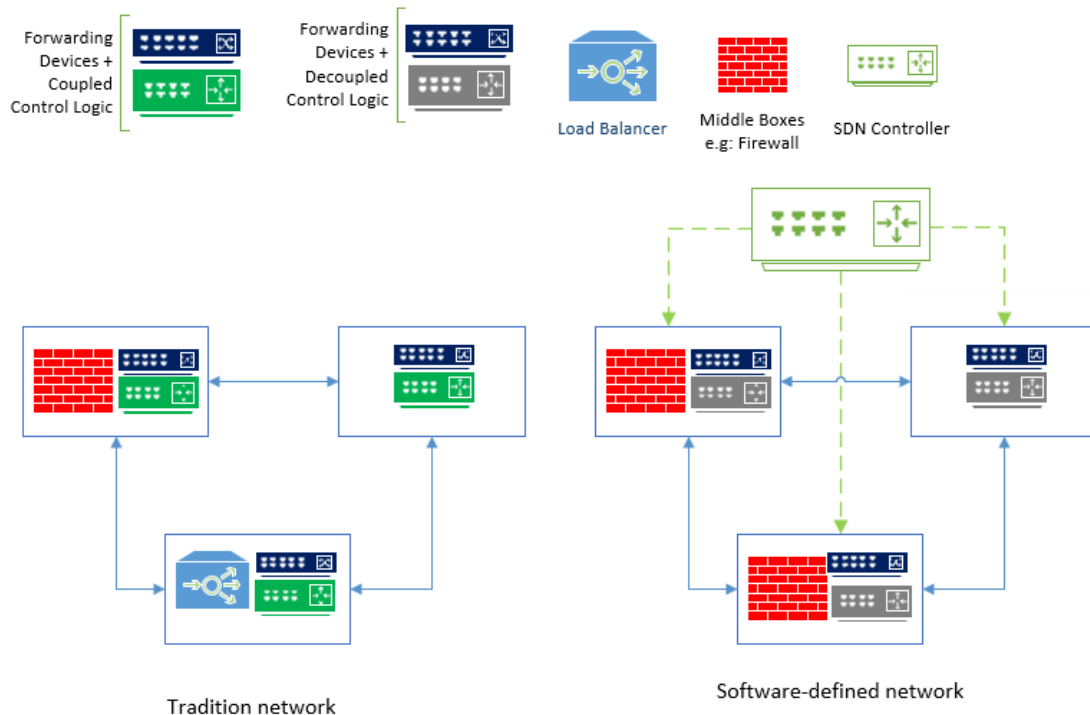 Forwarding
Devices +
Coupled
Control Logic
Forwarding
Devices +
Decoupled
Control Logic
Load Balancer
Middle Boxes
e.g: Firewall
SDN Controller
Tradition network
Software-defined network